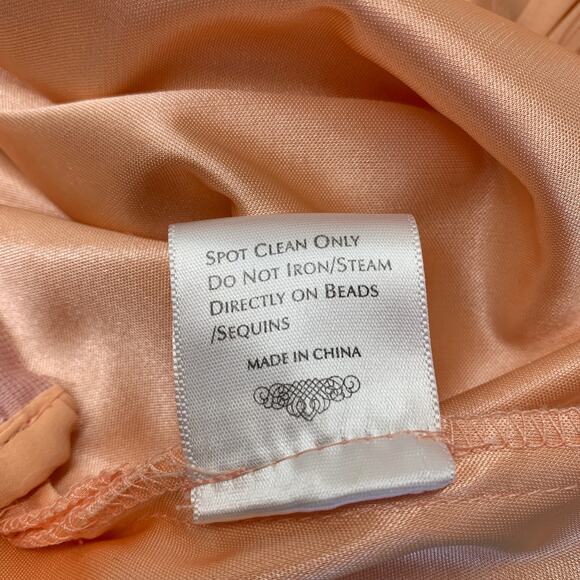 Spot Clean Only
Do Not Iron/Steam
Directly on Beads
/Sequins
MADE IN CHINA